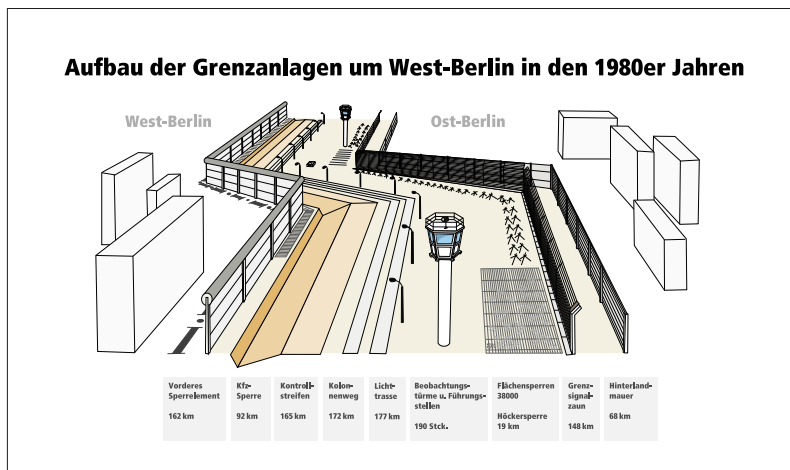 Aufbau der Grenzanlagen um West-Berlin in den 1980er Jahren
West-Berlin
Ost-Berlin
Vorderes
Sperrelement
162 km
Kfz-
Sperre
92 km
Kontroll-
streifen
165 km
Kolon-
nenweg
172 km
Licht-
trasse
177 km
Beobachtungs-
türme u. Führungs-
stellen
190 Stck.
Flächensperren
38000
Höckersperre
19 km
Grenz-
signal-
zaun
148 km
Hinterland-
mauer
68 km